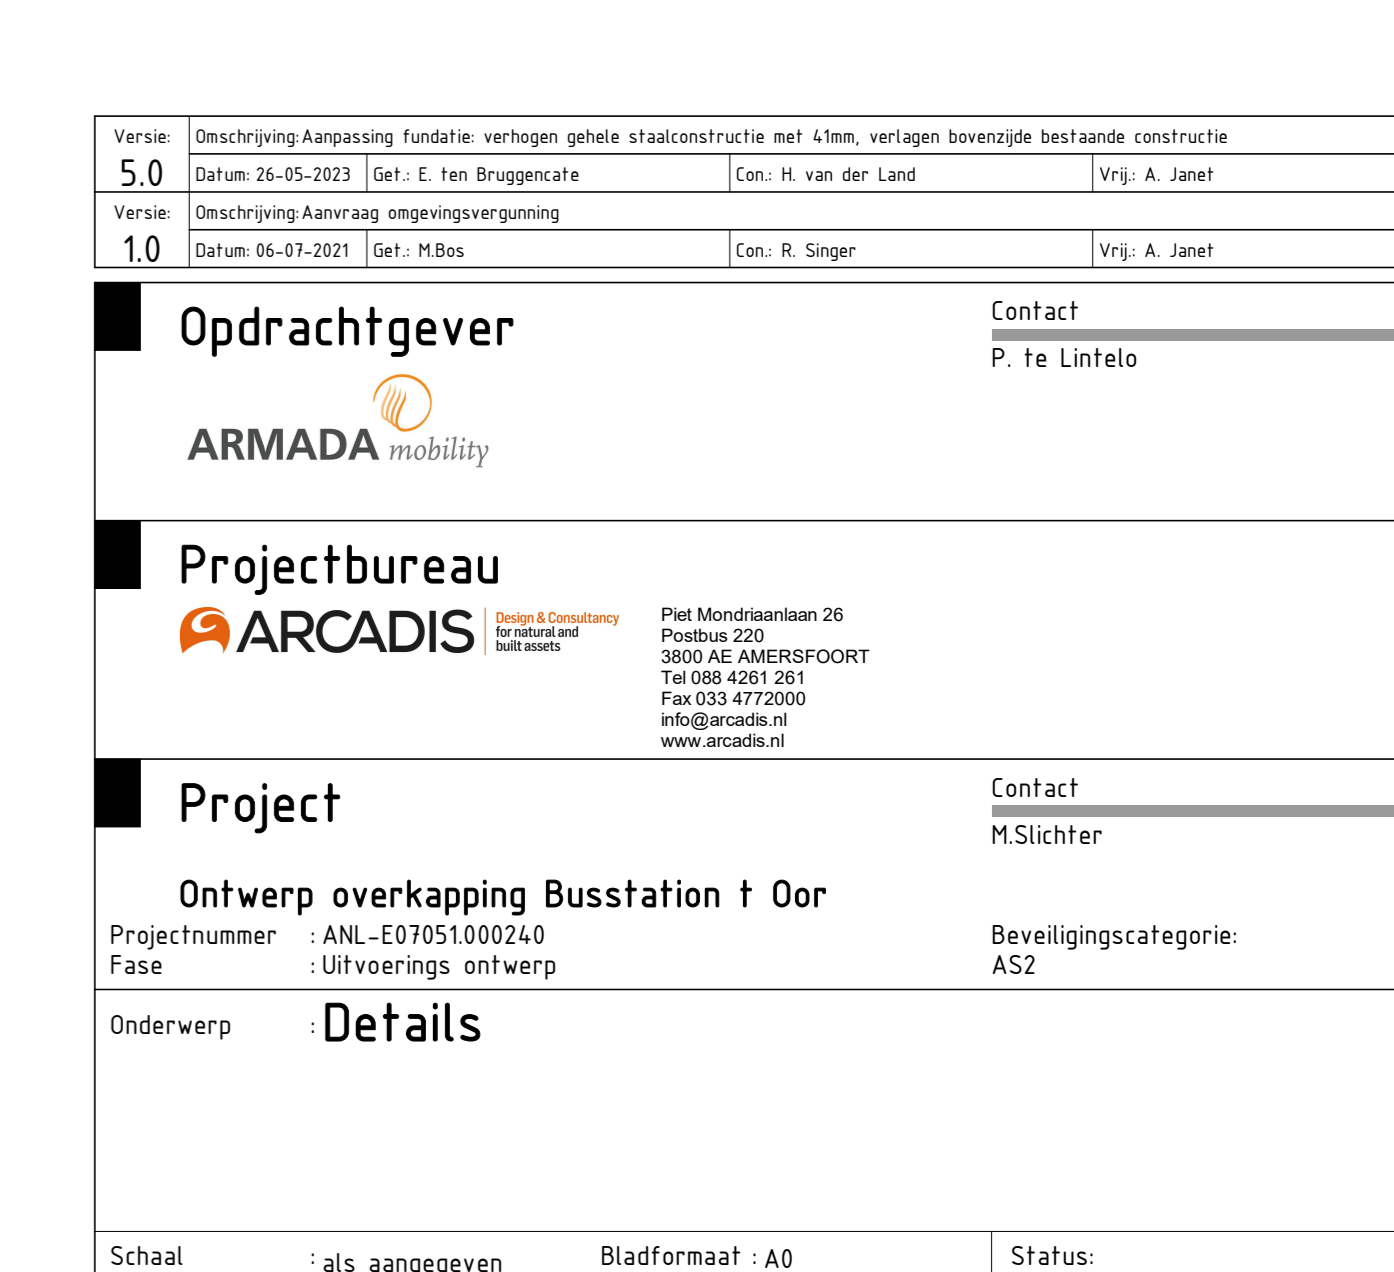 Versie: Omschrijving: Aanpassing fundatie: verhogen gehele staalconstructie met 41mm, verlagen bovenzijde bestaande constructie
5.0 Datum: 26-05-2023 Get.: E. ten Bruggencate Con.: H. van der Land Vrij.: A. Janet
Versie: Omschrijving: Aanvraag omgevingsvergunning
1.0 Datum: 06-07-2021 Get.: M.Bos Con.: R. Singer Vrij.: A. Janet
Opdrachtgever
Contact
P. te Lintelo
ARMADA mobility
Projectbureau
ARCADIS
Design & Consultancy
for natural and
built assets
Piet Mondriaanlaan 26
Postbus 220
3800 AE AMERSFOORT
Tel 088 4261 261
Fax 033 4772000
info@arcadis.nl
www.arcadis.nl
Project
Contact
M.Slichter
Ontwerp overkapping Busstation t Oor
Projectnummer : ANL-E07051.000240
Beveiligingscategorie:
Fase : Uitvoerings ontwerp
AS2
Onderwerp : Details
Schaal : als aangegeven Bladformaat : A0 Status: